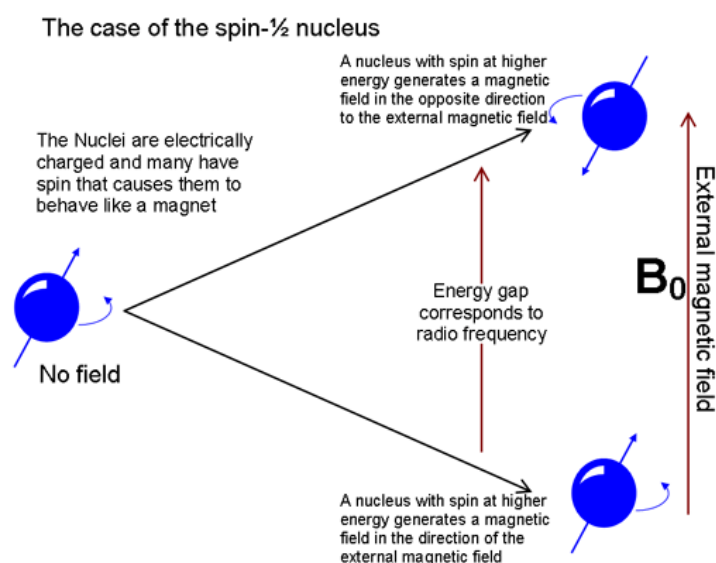 The case of the spin-½ nucleus
A nucleus with spin at higher
energy generates a magnetic
field in the opposite direction
to the external magnetic field
The Nuclei are electrically
charged and many have
spin that causes them to
behave like a magnet
External magnetic field
B₀
Energy gap
corresponds to
radio frequency
No field
A nucleus with spin at higher
energy generates a magnetic
field in the direction of the
external magnetic field